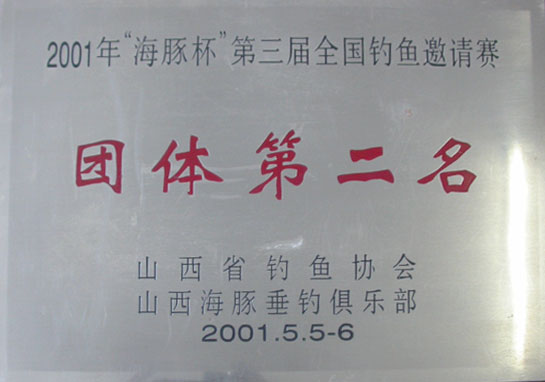 2001年“海豚杯”第三届全国钓鱼邀请赛
团体第二名
山西省钓鱼协会
山西海豚垂钓俱乐部
2001.5.5-6